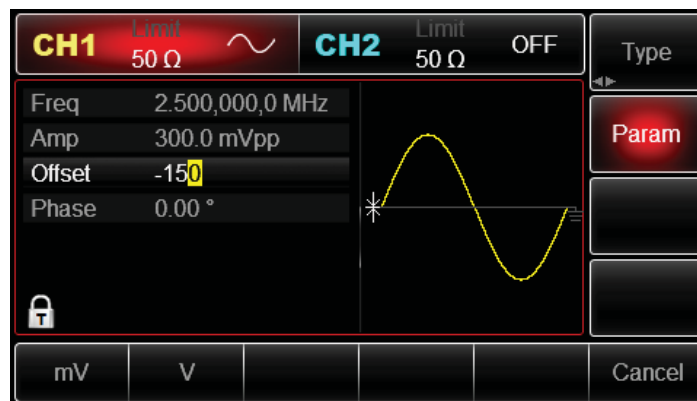 CH1 Limit 50 Ω CH2 Limit 50 Ω OFF
Type
Freq 2.500,000,0 MHz
Amp 300.0 mVpp
Param
Offset -150
Phase 0.00 °
T
mV V Cancel